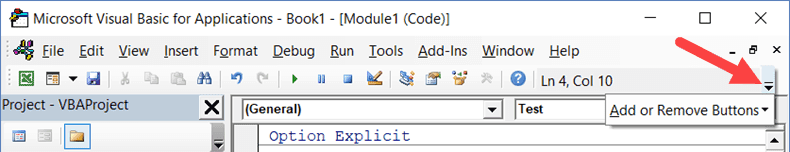 Microsoft Visual Basic for Applications - Book1 - [Module1 (Code)]
File Edit View Insert Format Debug Run Tools Add-Ins Window Help
Ln 4, Col 10
Project - VBAProject
(General) Test
Add or Remove Buttons
Option Explicit